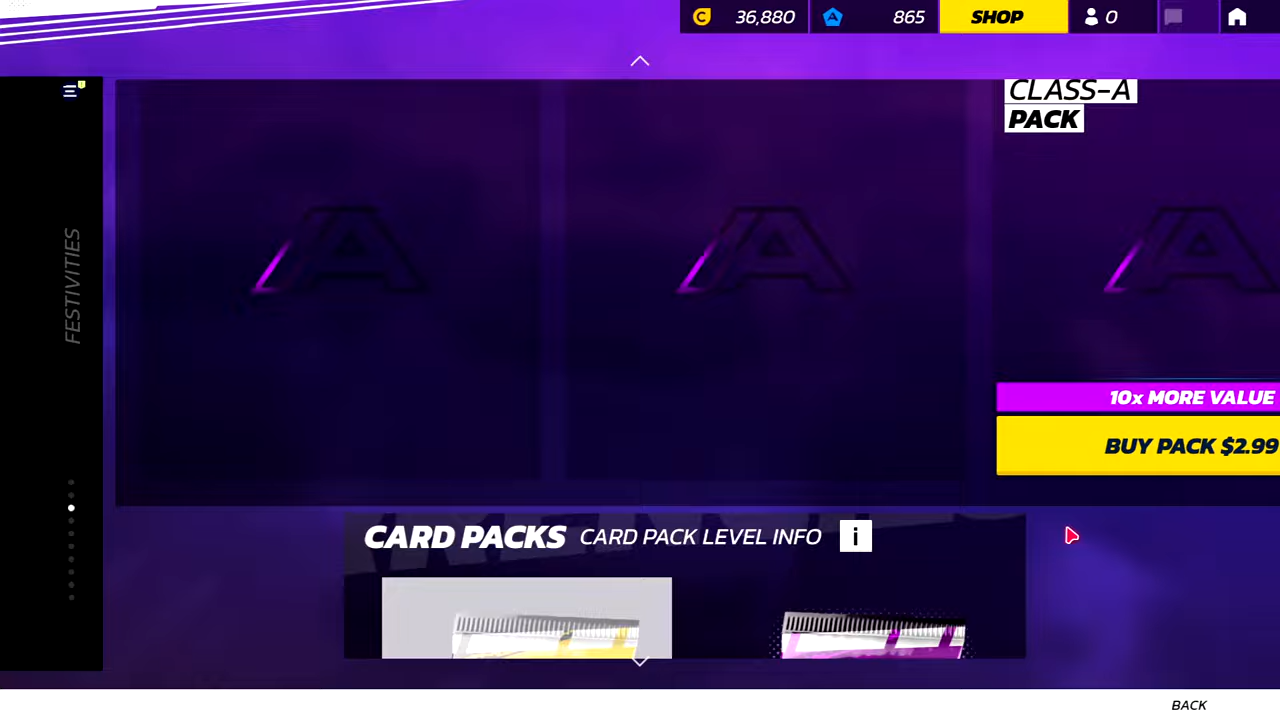 36,880
865
SHOP
0
CLASS-A
PACK
FESTIVITIES
10x MORE VALUE
BUY PACK $2.99
CARD PACKS CARD PACK LEVEL INFO i
BACK